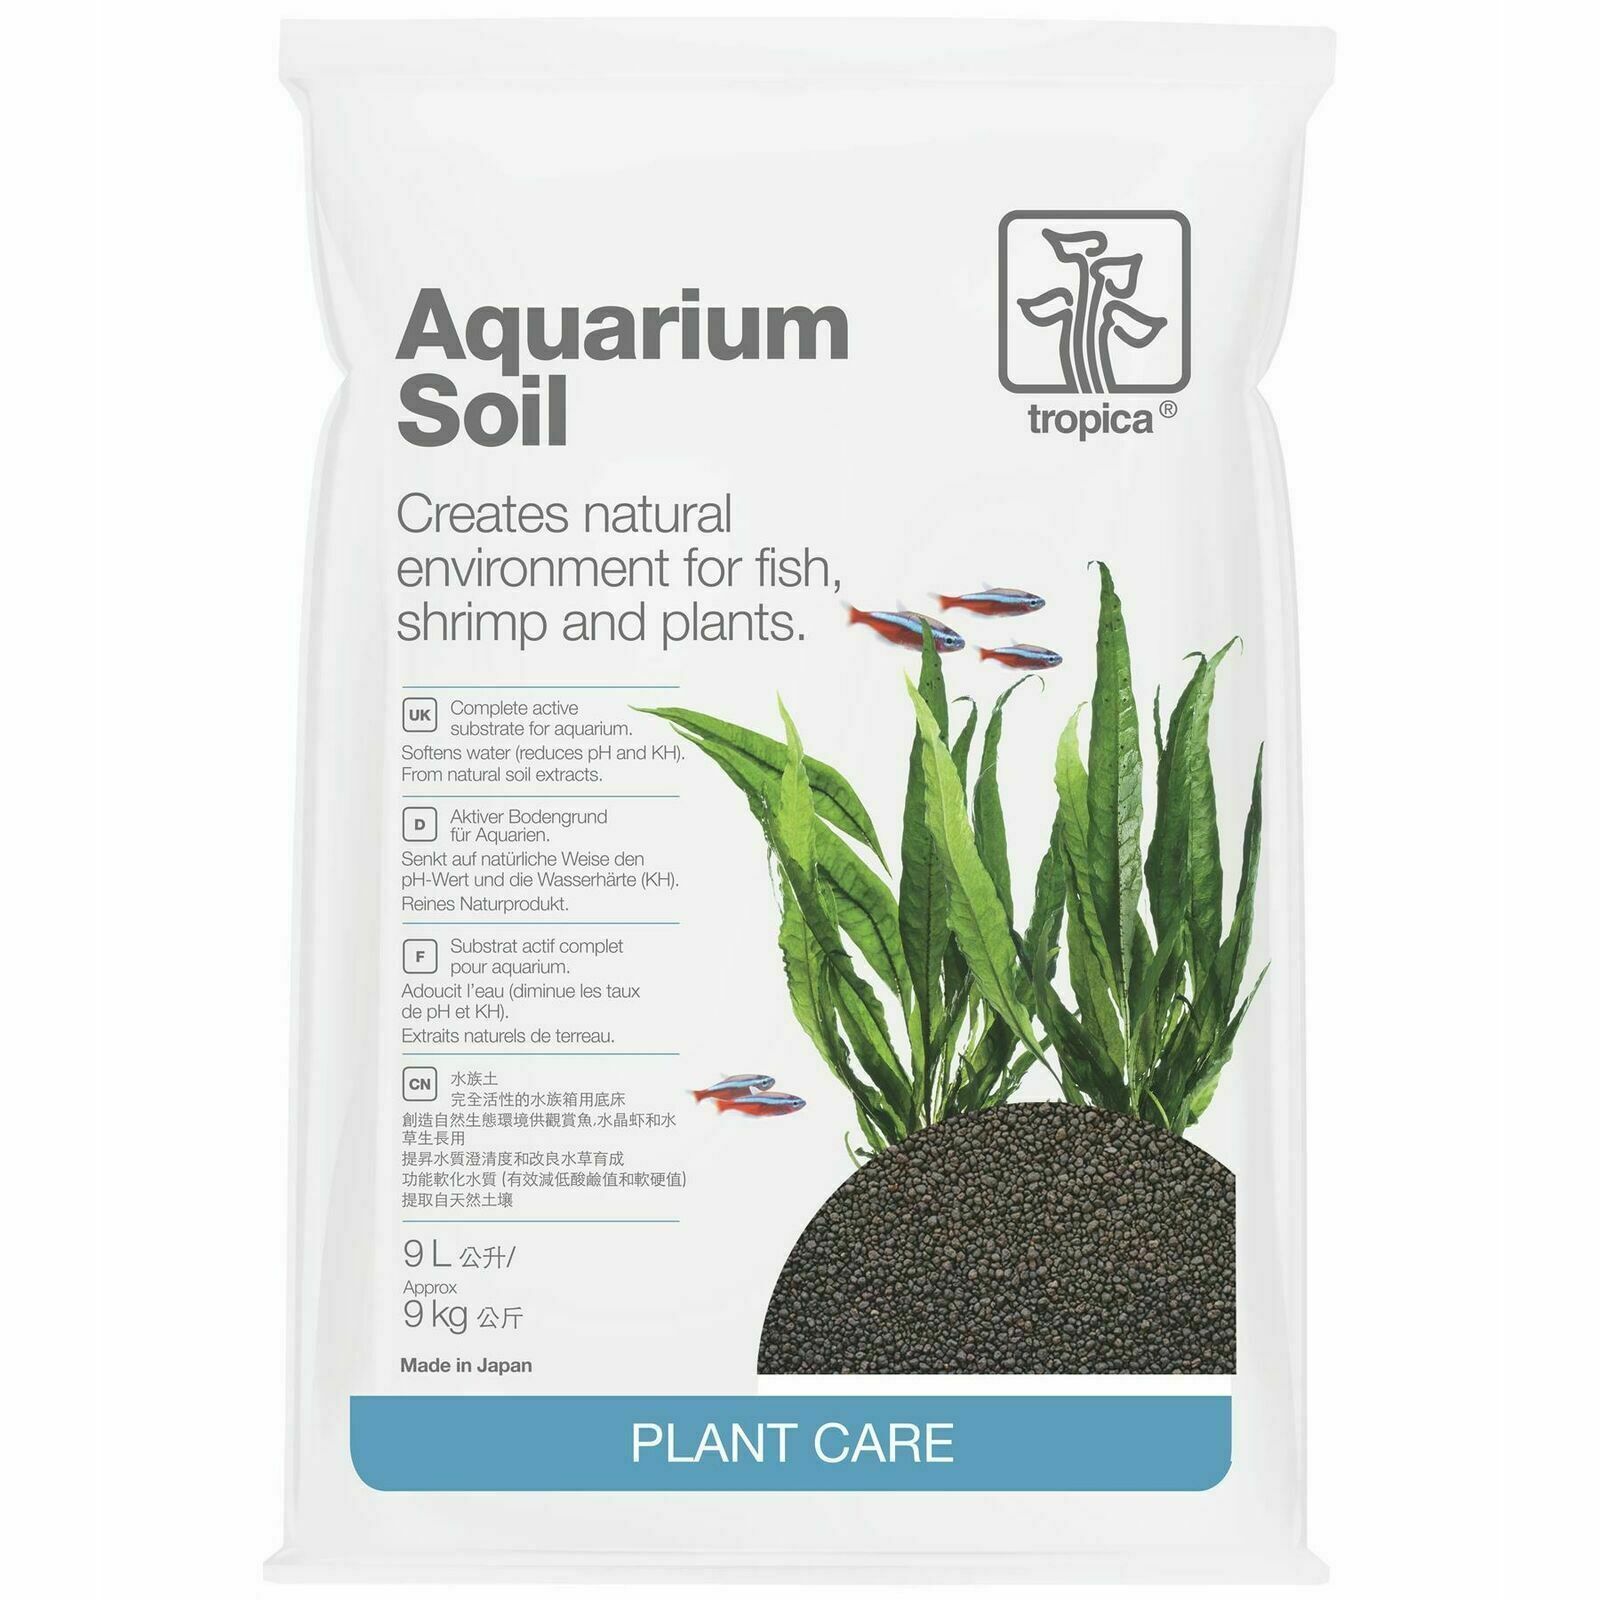 Aquarium
Soil
tropica®
Creates natural
environment for fish,
shrimp and plants.
UK Complete active
substrate for aquarium.
Softens water (reduces pH and KH).
From natural soil extracts.
D Aktiver Bodengrund
für Aquarien.
Senkt auf natürliche Weise den
pH-Wert und die Wasserhärte (KH).
Reines Naturprodukt.
F Substrat actif complet
pour aquarium.
Adoucit l'eau (diminue les taux
de pH et KH).
Extraits naturels de terreau.
CN 水族土
完全活性的水族箱用底床
創造自然生態環境供觀賞魚,水晶虾和水
草生長用
提昇水質澄清度和改良水草育成
功能軟化水質 (有效減低酸鹼值和軟硬值)
提取自天然土壤
9 L 公升/
Approx
9 kg 公斤
Made in Japan
PLANT CARE